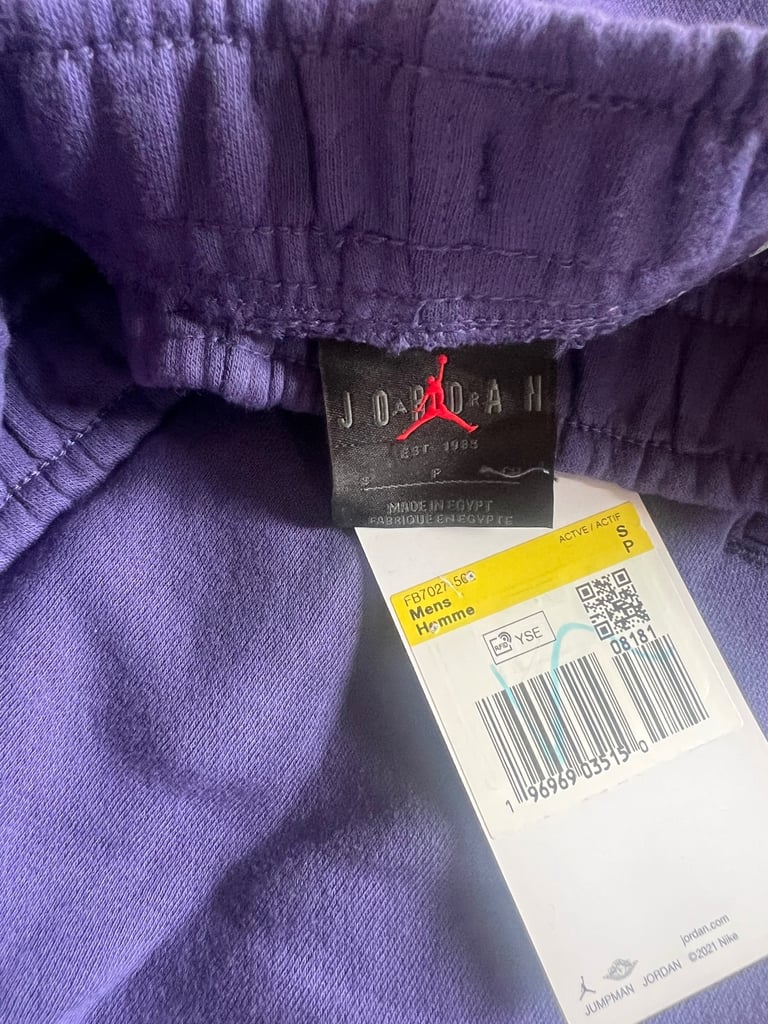 JORDAN
EST. 1985
S P
MADE IN EGYPT
FABRIQUE EN EGYPTE
ACTVE / ACTIF
S
P
Mens
Homme
RFID YSE
08181
1 96969 03515 0
jordan.com
JUMPMAN JORDAN ©2021 Nike